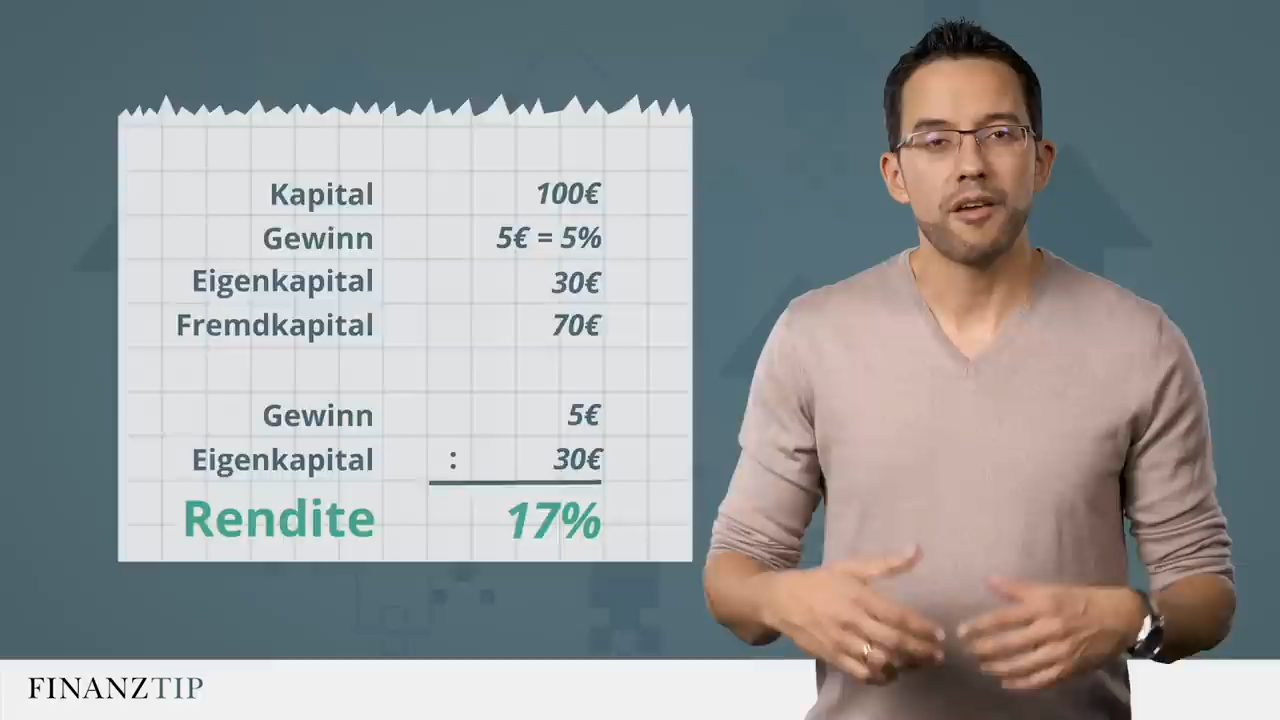 Kapital 100€
Gewinn 5€ = 5%
Eigenkapital 30€
Fremdkapital 70€
Gewinn 5€
Eigenkapital : 30€
Rendite 17%
FINANZTIP